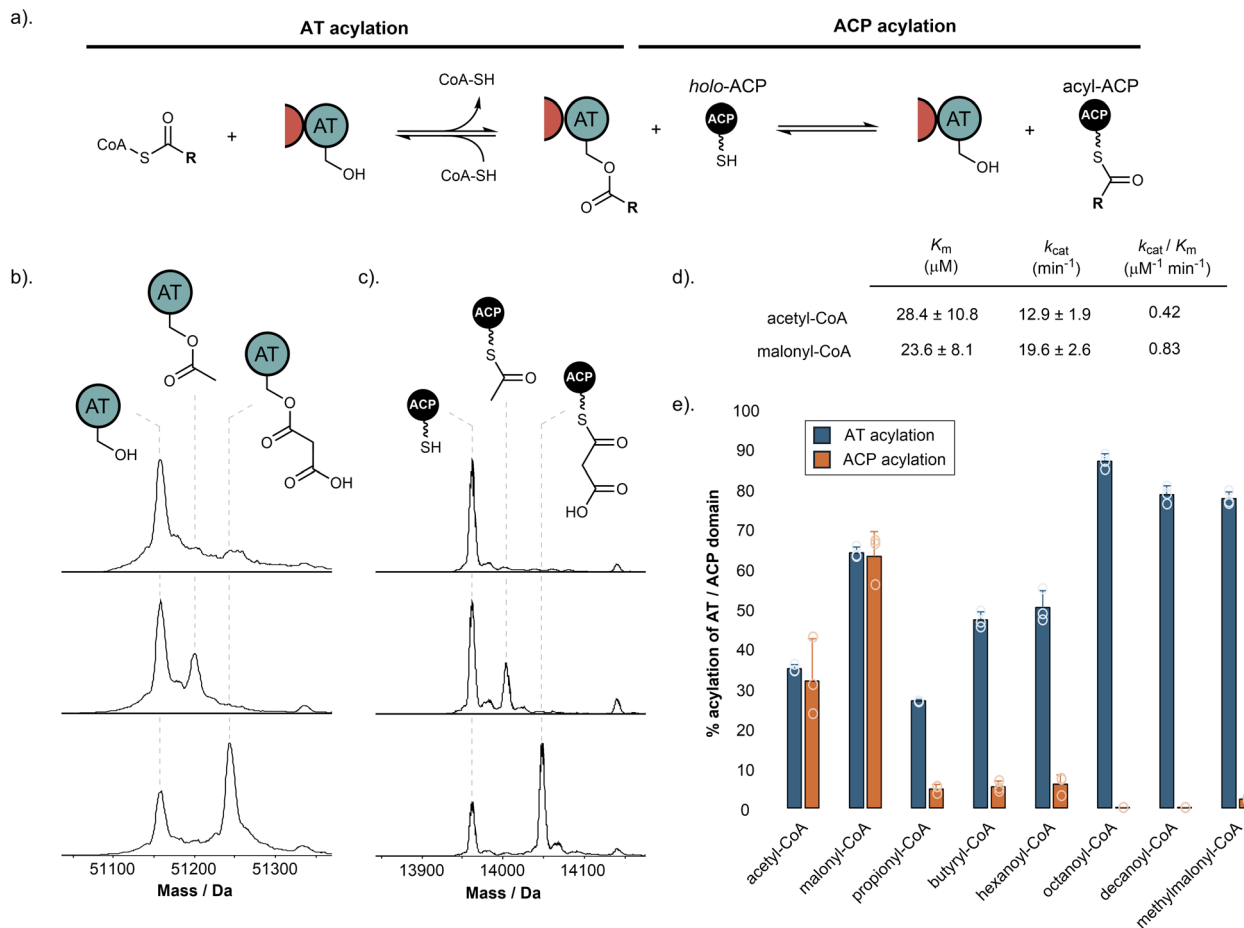 a).
AT acylation
ACP acylation
CoA
S
O
R
+
AT
OH
CoA-SH
CoA-SH
AT
O
O
R
+
holo-ACP
ACP
SH
AT
OH
+
acyl-ACP
ACP
S
O
R
b).
AT
OH
AT
O
O
AT
O
O
O
OH
51100
51200
51300
Mass / Da
c).
ACP
SH
ACP
S
O
ACP
S
O
O
HO
13900
14000
14100
Mass / Da
d).
Km kcat kcat / Km
(μM) (min-1) (μM-1 min-1)
acetyl-CoA 28.4 ± 10.8 12.9 ± 1.9 0.42
malonyl-CoA 23.6 ± 8.1 19.6 ± 2.6 0.83
e).
% acylation of AT / ACP domain
100
90
80
70
60
50
40
30
20
10
0
AT acylation
ACP acylation
acetyl-CoA
malonyl-CoA
propionyl-CoA
butyryl-CoA
hexanoyl-CoA
octanoyl-CoA
decanoyl-CoA
methylmalonyl-CoA